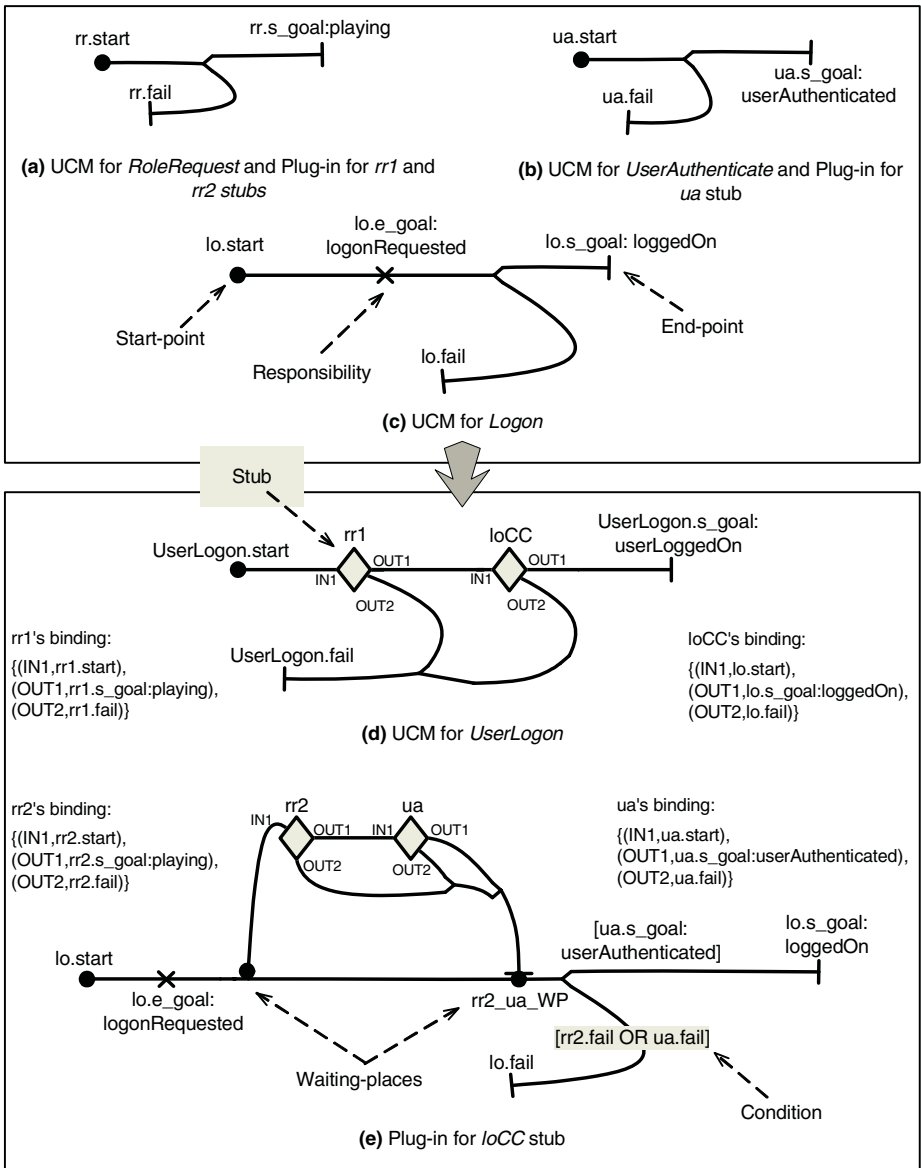 rr.start
rr.s_goal:playing
rr.fail
ua.start
ua.s_goal:
userAuthenticated
ua.fail
(a) UCM for RoleRequest and Plug-in for rr1 and
rr2 stubs
(b) UCM for UserAuthenticate and Plug-in for
ua stub
lo.start
lo.e_goal:
logonRequested
lo.s_goal: loggedOn
Start-point
Responsibility
lo.fail
End-point
(c) UCM for Logon
Stub
UserLogon.start
rr1
IN1
OUT1
OUT2
loCC
IN1
OUT1
OUT2
UserLogon.s_goal:
userLoggedOn
UserLogon.fail
rr1's binding:
{(IN1,rr1.start),
(OUT1,rr1.s_goal:playing),
(OUT2,rr1.fail)}
loCC's binding:
{(IN1,lo.start),
(OUT1,lo.s_goal:loggedOn),
(OUT2,lo.fail)}
(d) UCM for UserLogon
rr2's binding:
{(IN1,rr2.start),
(OUT1,rr2.s_goal:playing),
(OUT2,rr2.fail)}
rr2
IN1
OUT1
OUT2
ua
IN1
OUT1
OUT2
ua's binding:
{(IN1,ua.start),
(OUT1,ua.s_goal:userAuthenticated),
(OUT2,ua.fail)}
lo.start
lo.e_goal:
logonRequested
rr2_ua_WP
[ua.s_goal:
userAuthenticated]
lo.s_goal:
loggedOn
[rr2.fail OR ua.fail]
lo.fail
Waiting-places
Condition
(e) Plug-in for loCC stub